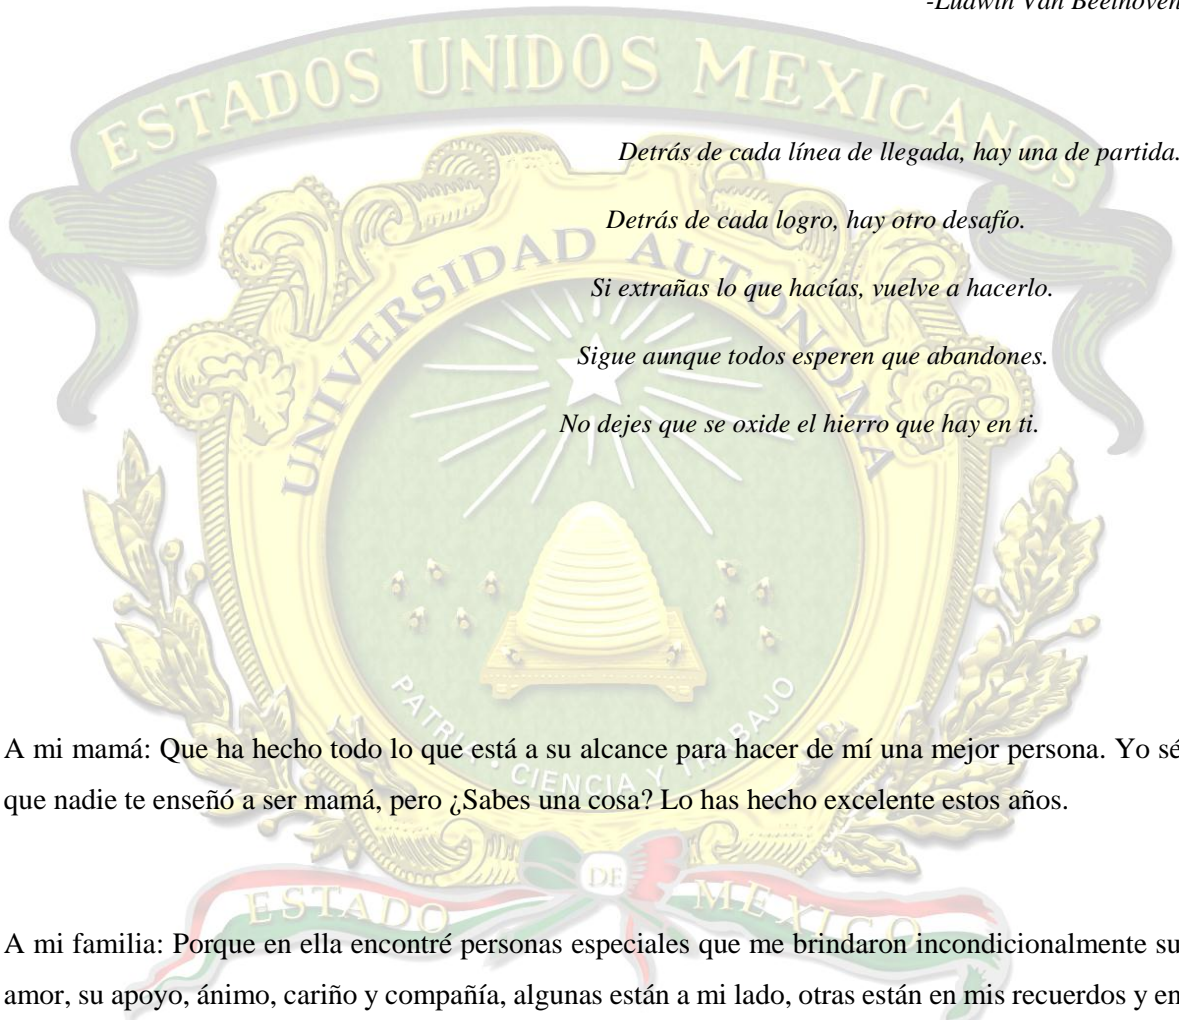 -Ludwin Van Beethoven
ESTADOS UNIDOS MEXICANOS
Detrás de cada línea de llegada, hay una de partida.
Detrás de cada logro, hay otro desafío.
UNIVERSIDAD AUTONOMA
Si extrañas lo que hacías, vuelve a hacerlo.
Sigue aunque todos esperen que abandones.
No dejes que se oxide el hierro que hay en ti.
PATRIA • CIENCIA Y TRABAJO
A mi mamá: Que ha hecho todo lo que está a su alcance para hacer de mí una mejor persona. Yo sé
que nadie te enseñó a ser mamá, pero ¿Sabes una cosa? Lo has hecho excelente estos años.
DE
ESTADO MEXICO
A mi familia: Porque en ella encontré personas especiales que me brindaron incondicionalmente su
amor, su apoyo, ánimo, cariño y compañía, algunas están a mi lado, otras están en mis recuerdos y en